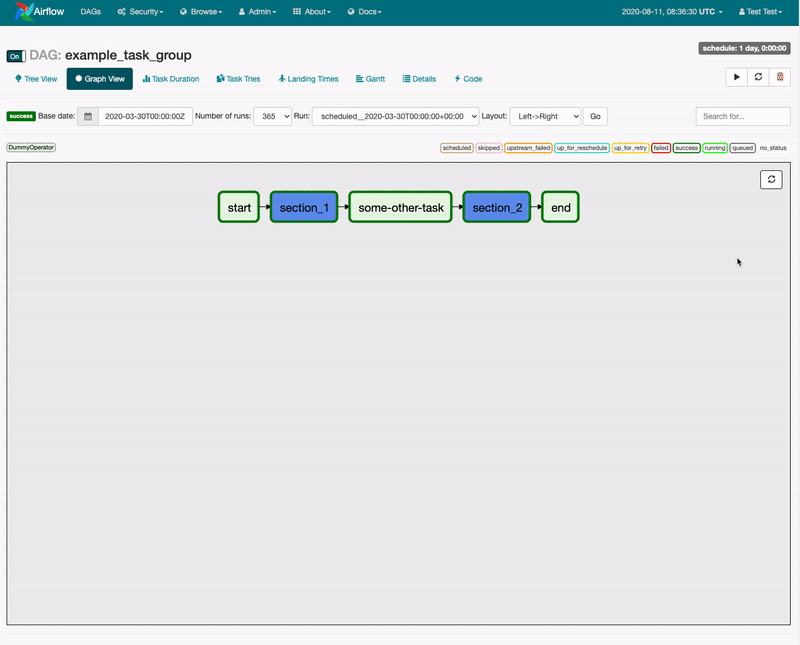 Airflow DAGs Security Browse Admin About Docs 2020-08-11, 08:36:30 UTC Test Test
On DAG: example_task_group schedule: 1 day, 0:00:00
Tree View Graph View Task Duration Task Tries Landing Times Gantt Details Code
success Base date: 2020-03-30T00:00:00Z Number of runs: 365 Run: scheduled__2020-03-30T00:00:00+00:00 Layout: Left->Right Go Search for...
DummyOperator scheduled skipped upstream_failed up_for_reschedule up_for_retry failed success running queued no_status
start section_1 some-other-task section_2 end